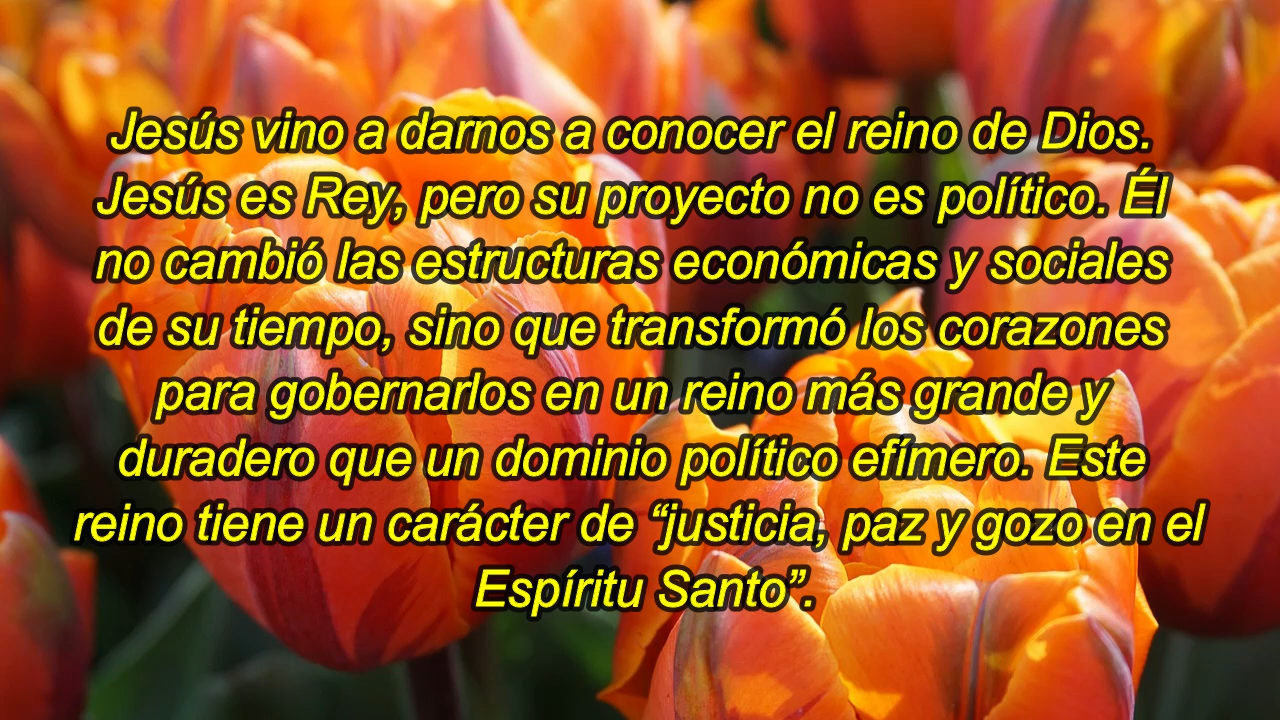 Jesús vino a darnos a conocer el reino de Dios.
Jesús es Rey, pero su proyecto no es político. Él
no cambió las estructuras económicas y sociales
de su tiempo, sino que transformó los corazones
para gobernarlos en un reino más grande y
duradero que un dominio político efímero. Este
reino tiene un carácter de “justicia, paz y gozo en el
Espíritu Santo”.